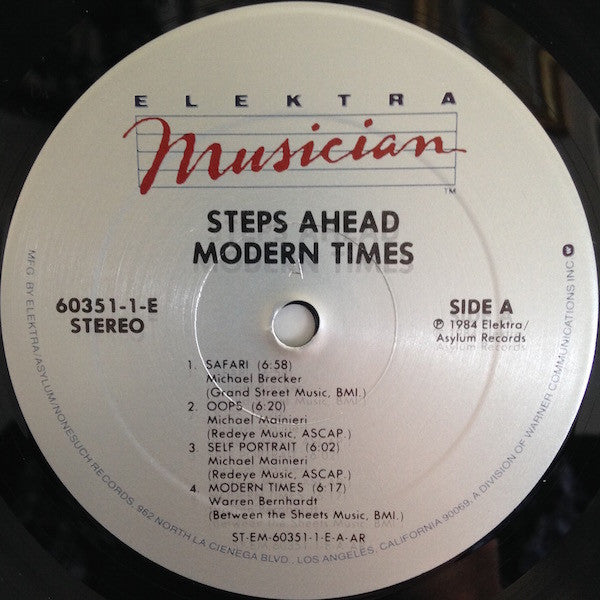 ELEKTRA
Musician
TM
STEPS AHEAD
MODERN TIMES
60351-1-E
STEREO
SIDE A
℗ 1984 Elektra/
Asylum Records
1. SAFARI (6:58)
Michael Brecker
(Grand Street Music, BMI.)
2. OOPS (6:20)
Michael Mainieri
(Redeye Music, ASCAP.)
3. SELF PORTRAIT (6:02)
Michael Mainieri
(Redeye Music, ASCAP.)
4. MODERN TIMES (6:17)
Warren Bernhardt
(Between the Sheets Music, BMI.)
ST-EM-60351-1-E-A-AR
MFG. BY ELEKTRA/ASYLUM/NONESUCH RECORDS, 962 NORTH LA CIENEGA BLVD., LOS ANGELES, CALIFORNIA 90069, A DIVISION OF WARNER COMMUNICATIONS INC.